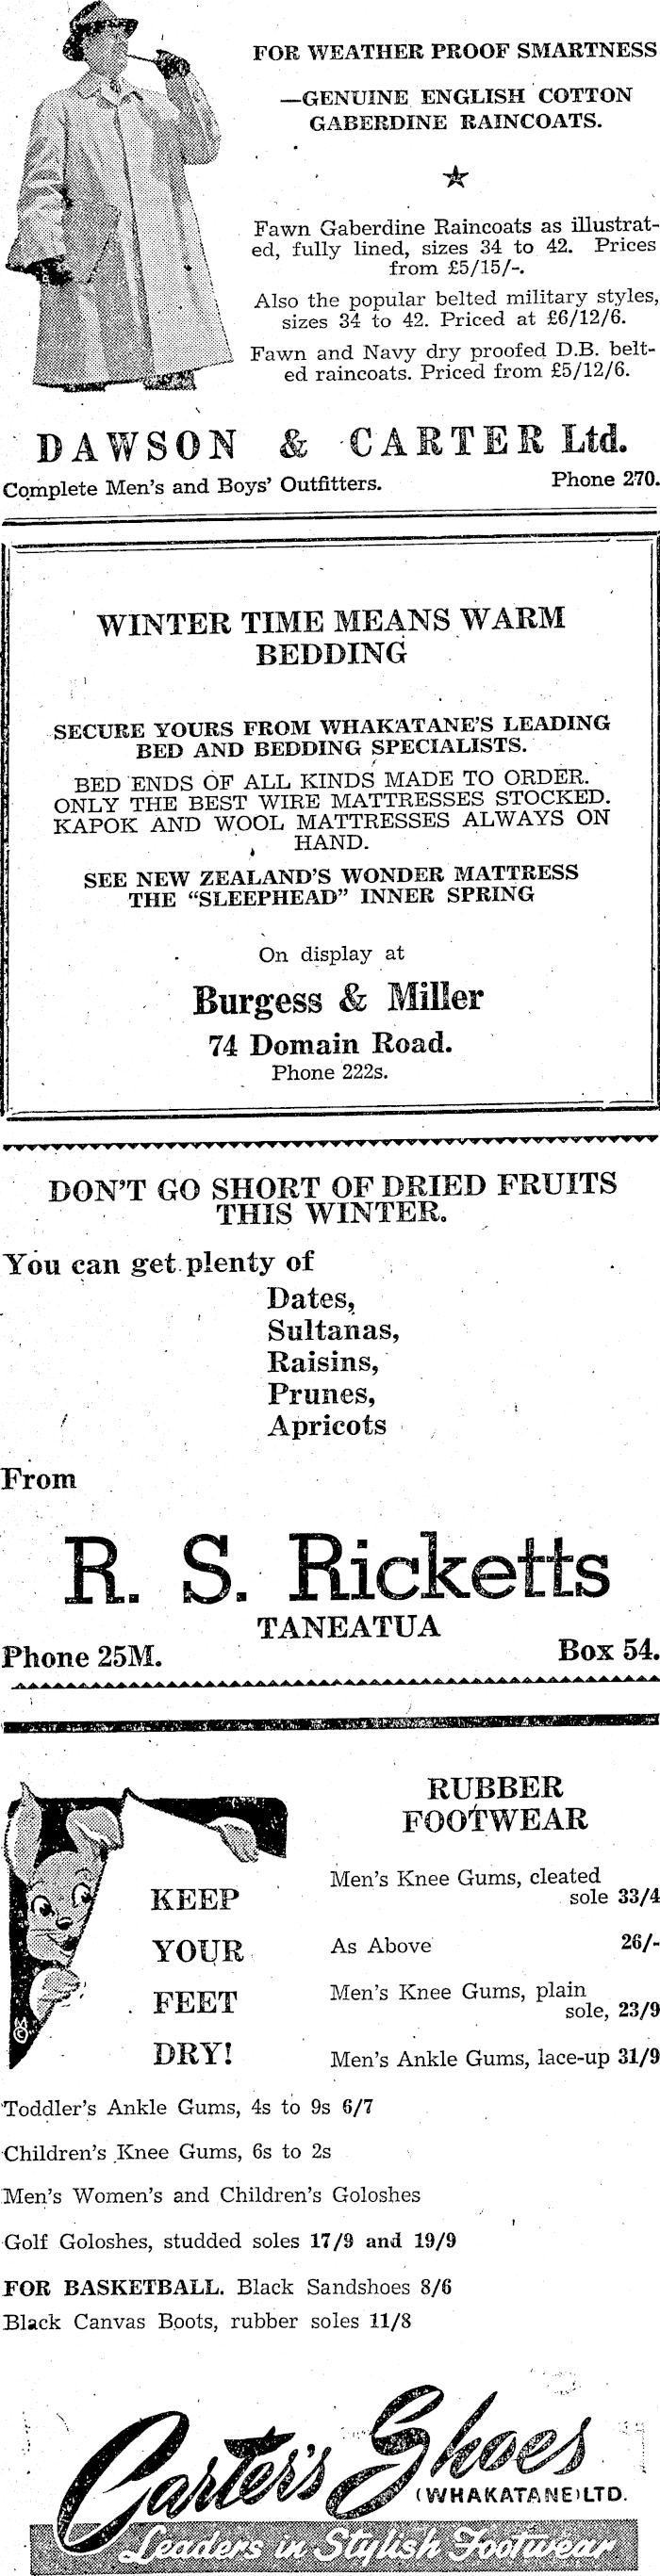 FOR WEATHER PROOF SMARTNESS
—GENUINE ENGLISH COTTON
GABERDINE RAINCOATS.
Fawn Gaberdine Raincoats as illustrat-
ed, fully lined, sizes 34 to 42. Prices
from £5/15/-.
Also the popular belted military styles,
sizes 34 to 42. Priced at £6/12/6.
Fawn and Navy dry proofed D.B. belt-
ed raincoats. Priced from £5/12/6.
DAWSON & CARTER Ltd.
Complete Men's and Boys' Outfitters. Phone 270.
WINTER TIME MEANS WARM
BEDDING
SECURE YOURS FROM WHAKATANE'S LEADING
BED AND BEDDING SPECIALISTS.
BED ENDS OF ALL KINDS MADE TO ORDER.
ONLY THE BEST WIRE MATTRESSES STOCKED.
KAPOK AND WOOL MATTRESSES ALWAYS ON
HAND.
SEE NEW ZEALAND'S WONDER MATTRESS
THE "SLEEPHEAD" INNER SPRING
On display at
Burgess & Miller
74 Domain Road.
Phone 222s.
DON'T GO SHORT OF DRIED FRUITS
THIS WINTER.
You can get plenty of
Dates,
Sultanas,
Raisins,
Prunes,
Apricots
From
R. S. Ricketts
TANEATUA
Phone 25M. Box 54.
KEEP
YOUR
FEET
DRY!
RUBBER
FOOTWEAR
Men's Knee Gums, cleated
sole 33/4
As Above 26/-
Men's Knee Gums, plain
sole, 23/9
Men's Ankle Gums, lace-up 31/9
Toddler's Ankle Gums, 4s to 9s 6/7
Children's Knee Gums, 6s to 2s
Men's Women's and Children's Goloshes
Golf Goloshes, studded soles 17/9 and 19/9
FOR BASKETBALL. Black Sandshoes 8/6
Black Canvas Boots, rubber soles 11/8
Carter's Shoes
(WHAKATANE) LTD.
Leaders in Stylish Footwear